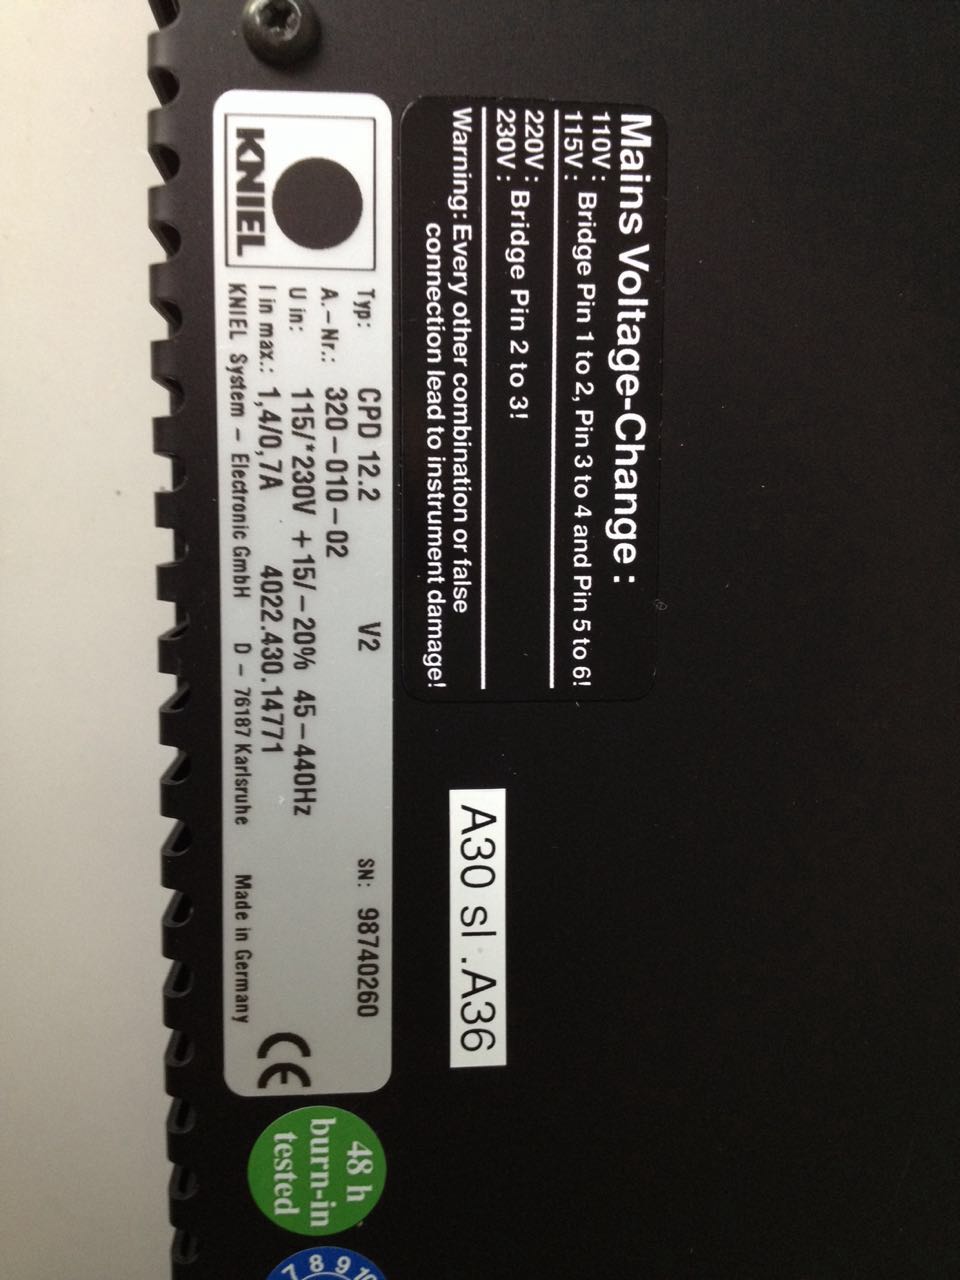 Mains Voltage-Change :
110V :
115V : Bridge Pin 1 to 2, Pin 3 to 4 and Pin 5 to 6!
220V :
230V : Bridge Pin 2 to 3!
Warning: Every other combination or false
connection lead to instrument damage!
A30 sl .A36
KNIEL
Typ: CPD 12.2 V2 SN: 98740260
A.-Nr.: 320-010-02
U in: 115/*230V +15/-20% 45-440Hz
I in max.: 1,4/0,7A 4022.430.14771
KNIEL System - Electronic GmbH D - 76187 Karlsruhe Made in Germany
CE
48 h
burn-in
tested
7 8 9 10